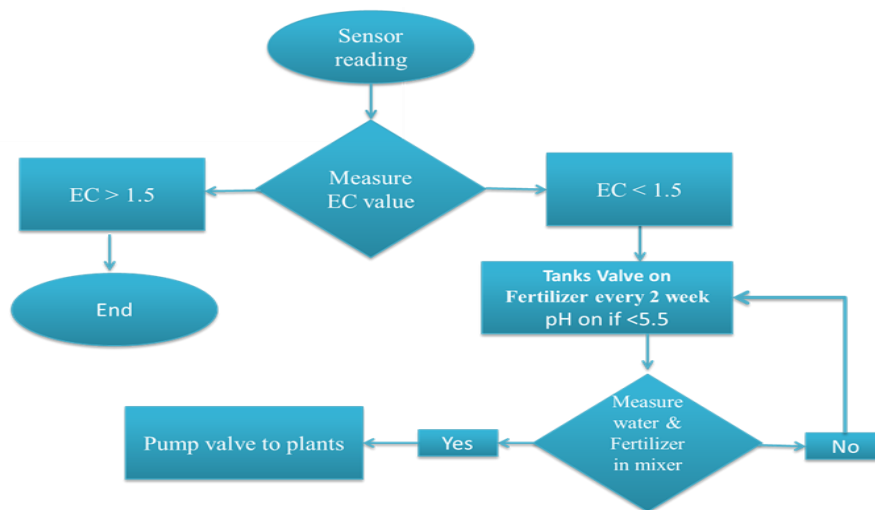 Sensor
reading
Measure
EC value
EC > 1.5
EC < 1.5
End
Tanks Valve on
Fertilizer every 2 week
pH on if <5.5
Measure
water &
Fertilizer
in mixer
Pump valve to plants
Yes
No